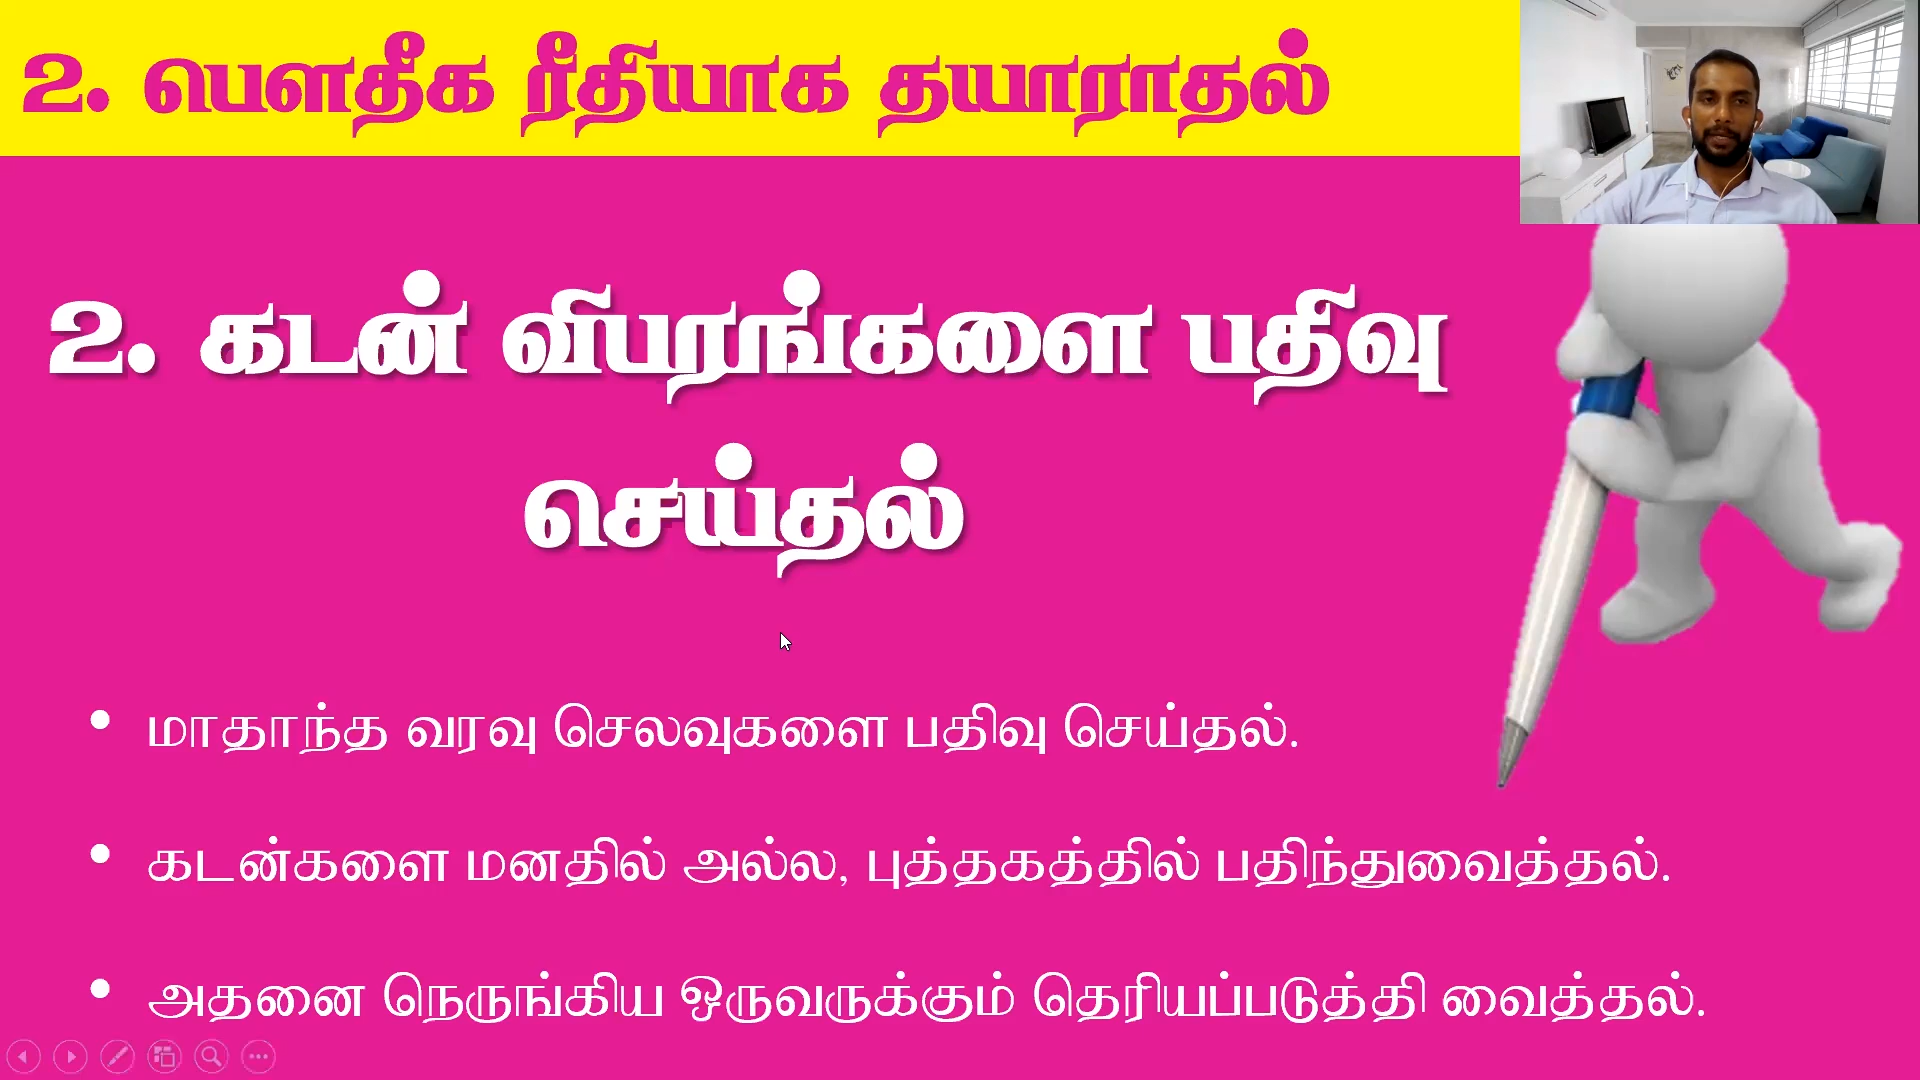 2. பௌதீக ரீதியாக தயாராதல்
2. கடன் விபரங்களை பதிவு
செய்தல்
• மாதாந்த வரவு செலவுகளை பதிவு செய்தல்.
• கடன்களை மனதில் அல்ல, புத்தகத்தில் பதிந்துவைத்தல்.
• அதனை நெருங்கிய ஒருவருக்கும் தெரியப்படுத்தி வைத்தல்.